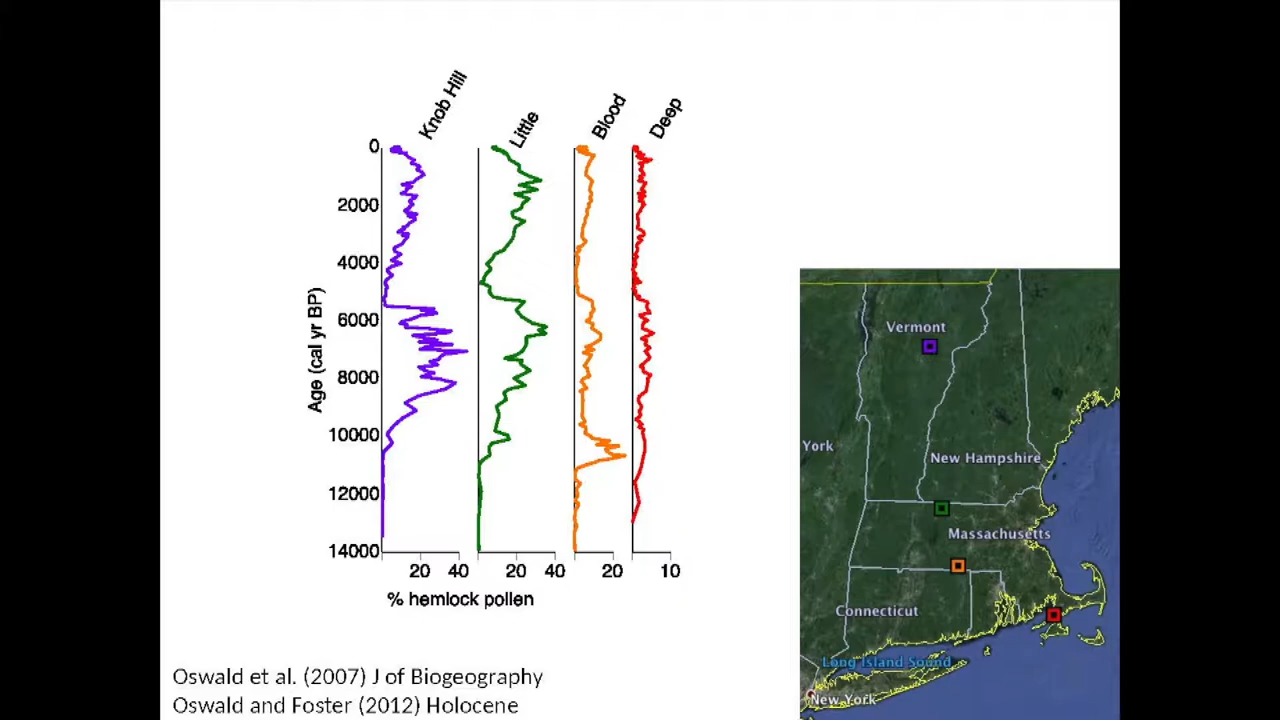 Knob Hill
Little
Blood
Deep
0
2000
4000
6000
8000
10000
12000
14000
Age (cal yr BP)
20 40 20 40 20 10
% hemlock pollen
Vermont
York
New Hampshire
Massachusetts
Connecticut
Long Island Sound
New York
Oswald et al. (2007) J of Biogeography
Oswald and Foster (2012) Holocene